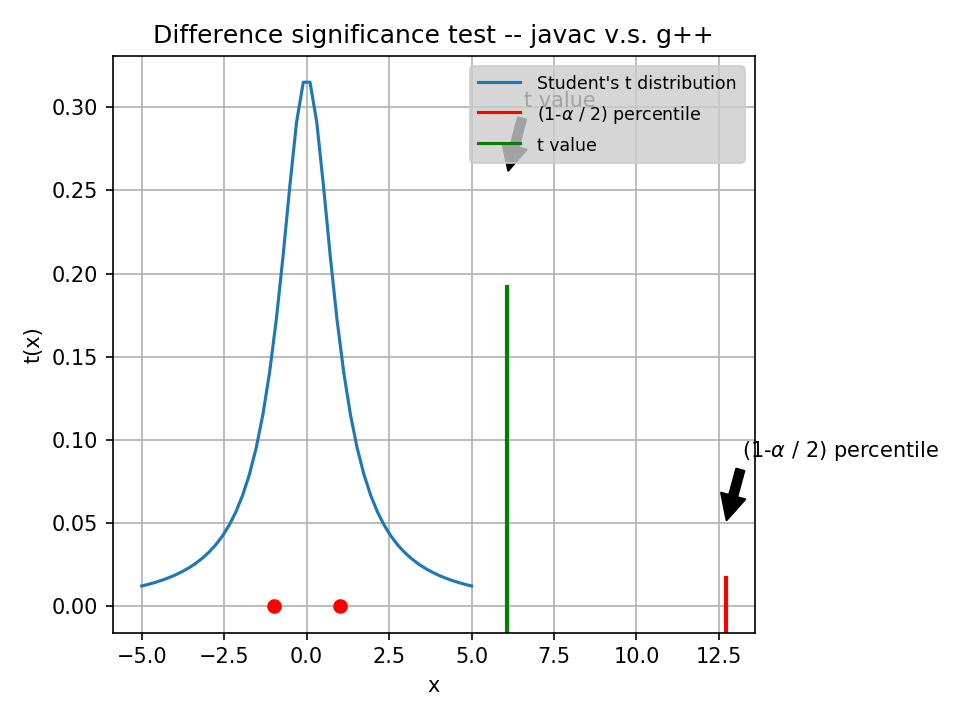 Difference significance test -- javac v.s. g++
Student's t distribution
t value
(1-α / 2) percentile
t value
0.30
0.25
0.20
0.15
0.10
0.05
0.00
t(x)
(1-α / 2) percentile
−5.0
−2.5
0.0
2.5
5.0
7.5
10.0
12.5
x